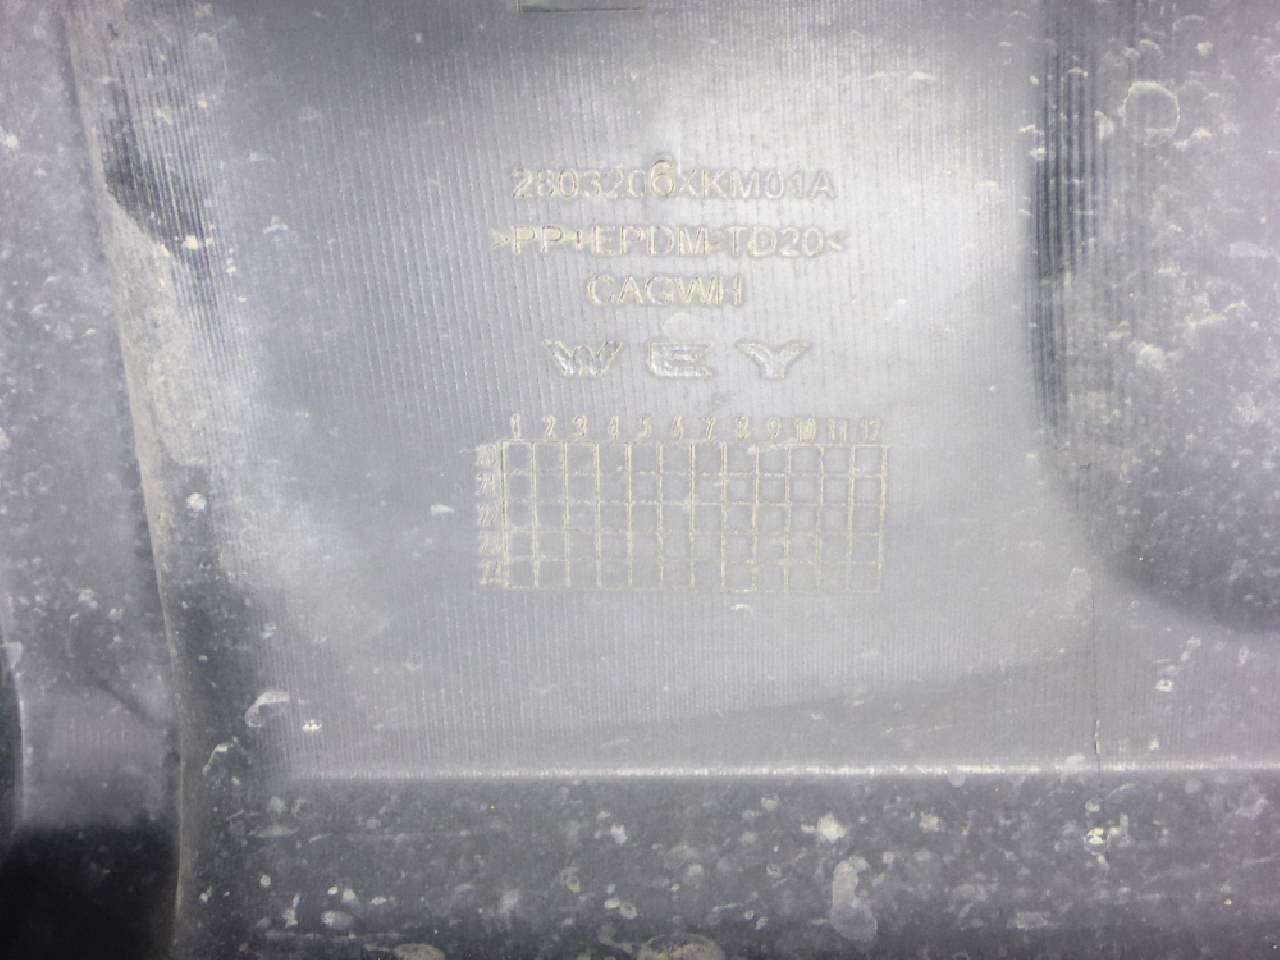 2803206XKM01A
>PP+EPDM-TD20<
CAGWH
WEY
1 2 3 4 5 6 7 8 9 10 11 12